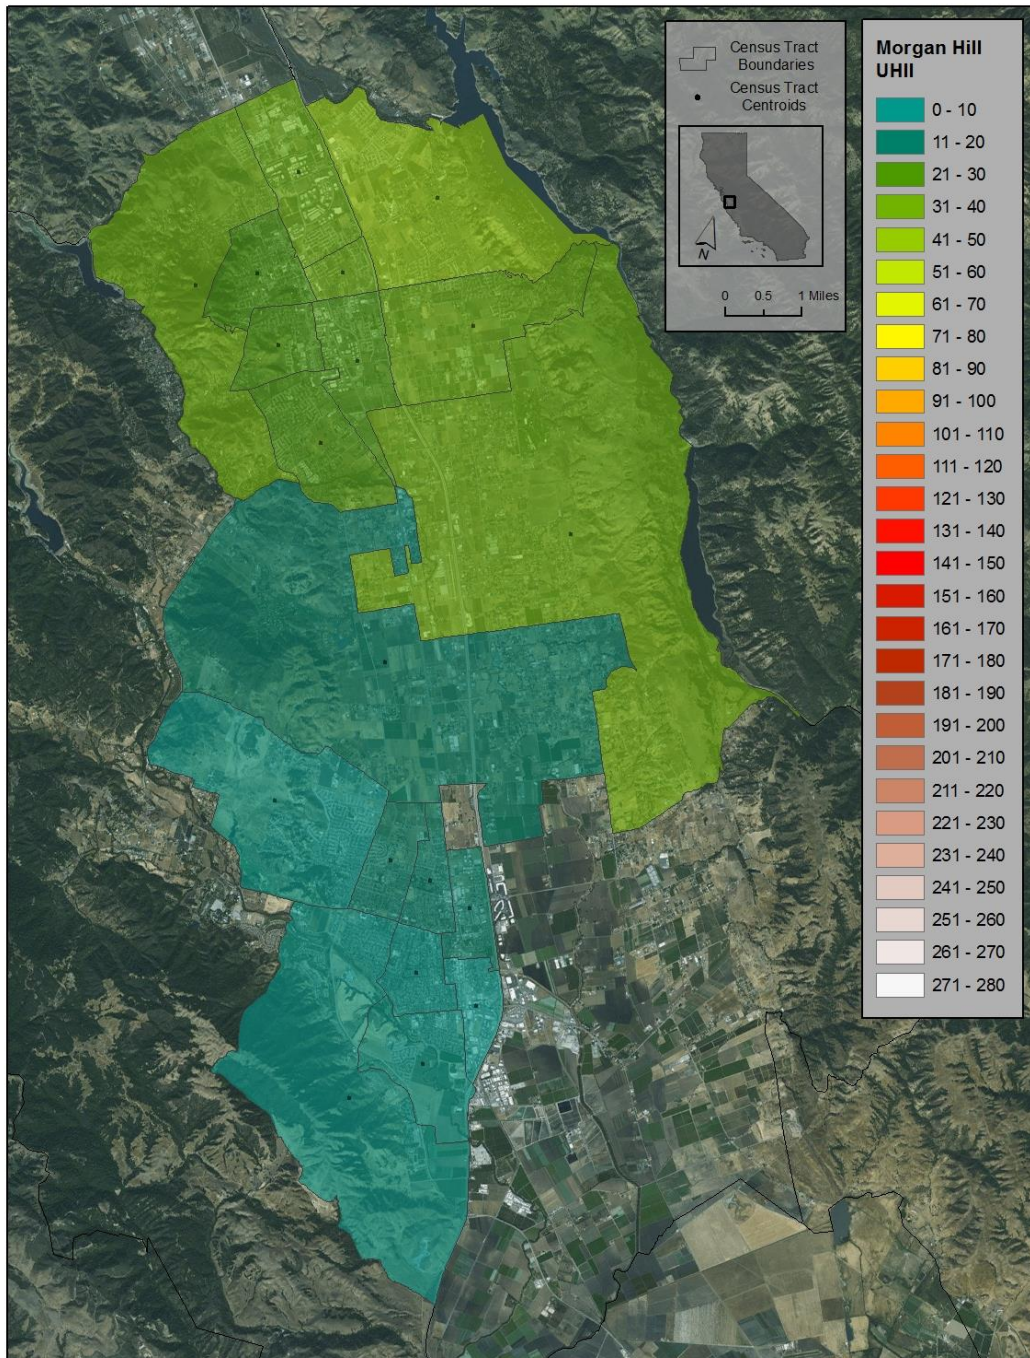 Census Tract
Boundaries
Census Tract
Centroids
N
0 0.5 1 Miles
Morgan Hill
UHII
0 - 10
11 - 20
21 - 30
31 - 40
41 - 50
51 - 60
61 - 70
71 - 80
81 - 90
91 - 100
101 - 110
111 - 120
121 - 130
131 - 140
141 - 150
151 - 160
161 - 170
171 - 180
181 - 190
191 - 200
201 - 210
211 - 220
221 - 230
231 - 240
241 - 250
251 - 260
261 - 270
271 - 280